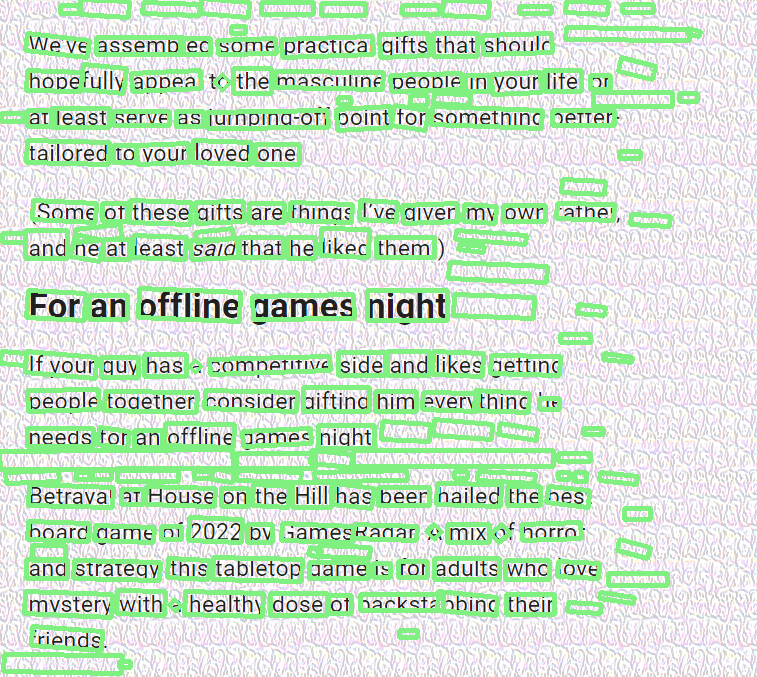 We've assembled some practical gifts that should
hopefully appeal to the masculine people in your life or
at least serve as jumping-off point for something better-
tailored to your loved one
(Some of these gifts are things I've given my own father,
and he at least said that he liked them.)
For an offline games night
If your guy has a competitive side and likes getting
people together consider gifting him everything he
needs for an offline games night
Betrayal at House on the Hill has been hailed the best
board game of 2022 by GamesRadar. A mix of horror
and strategy this tabletop game is for adults who love
mystery with a healthy dose of backstabbing their
friends.